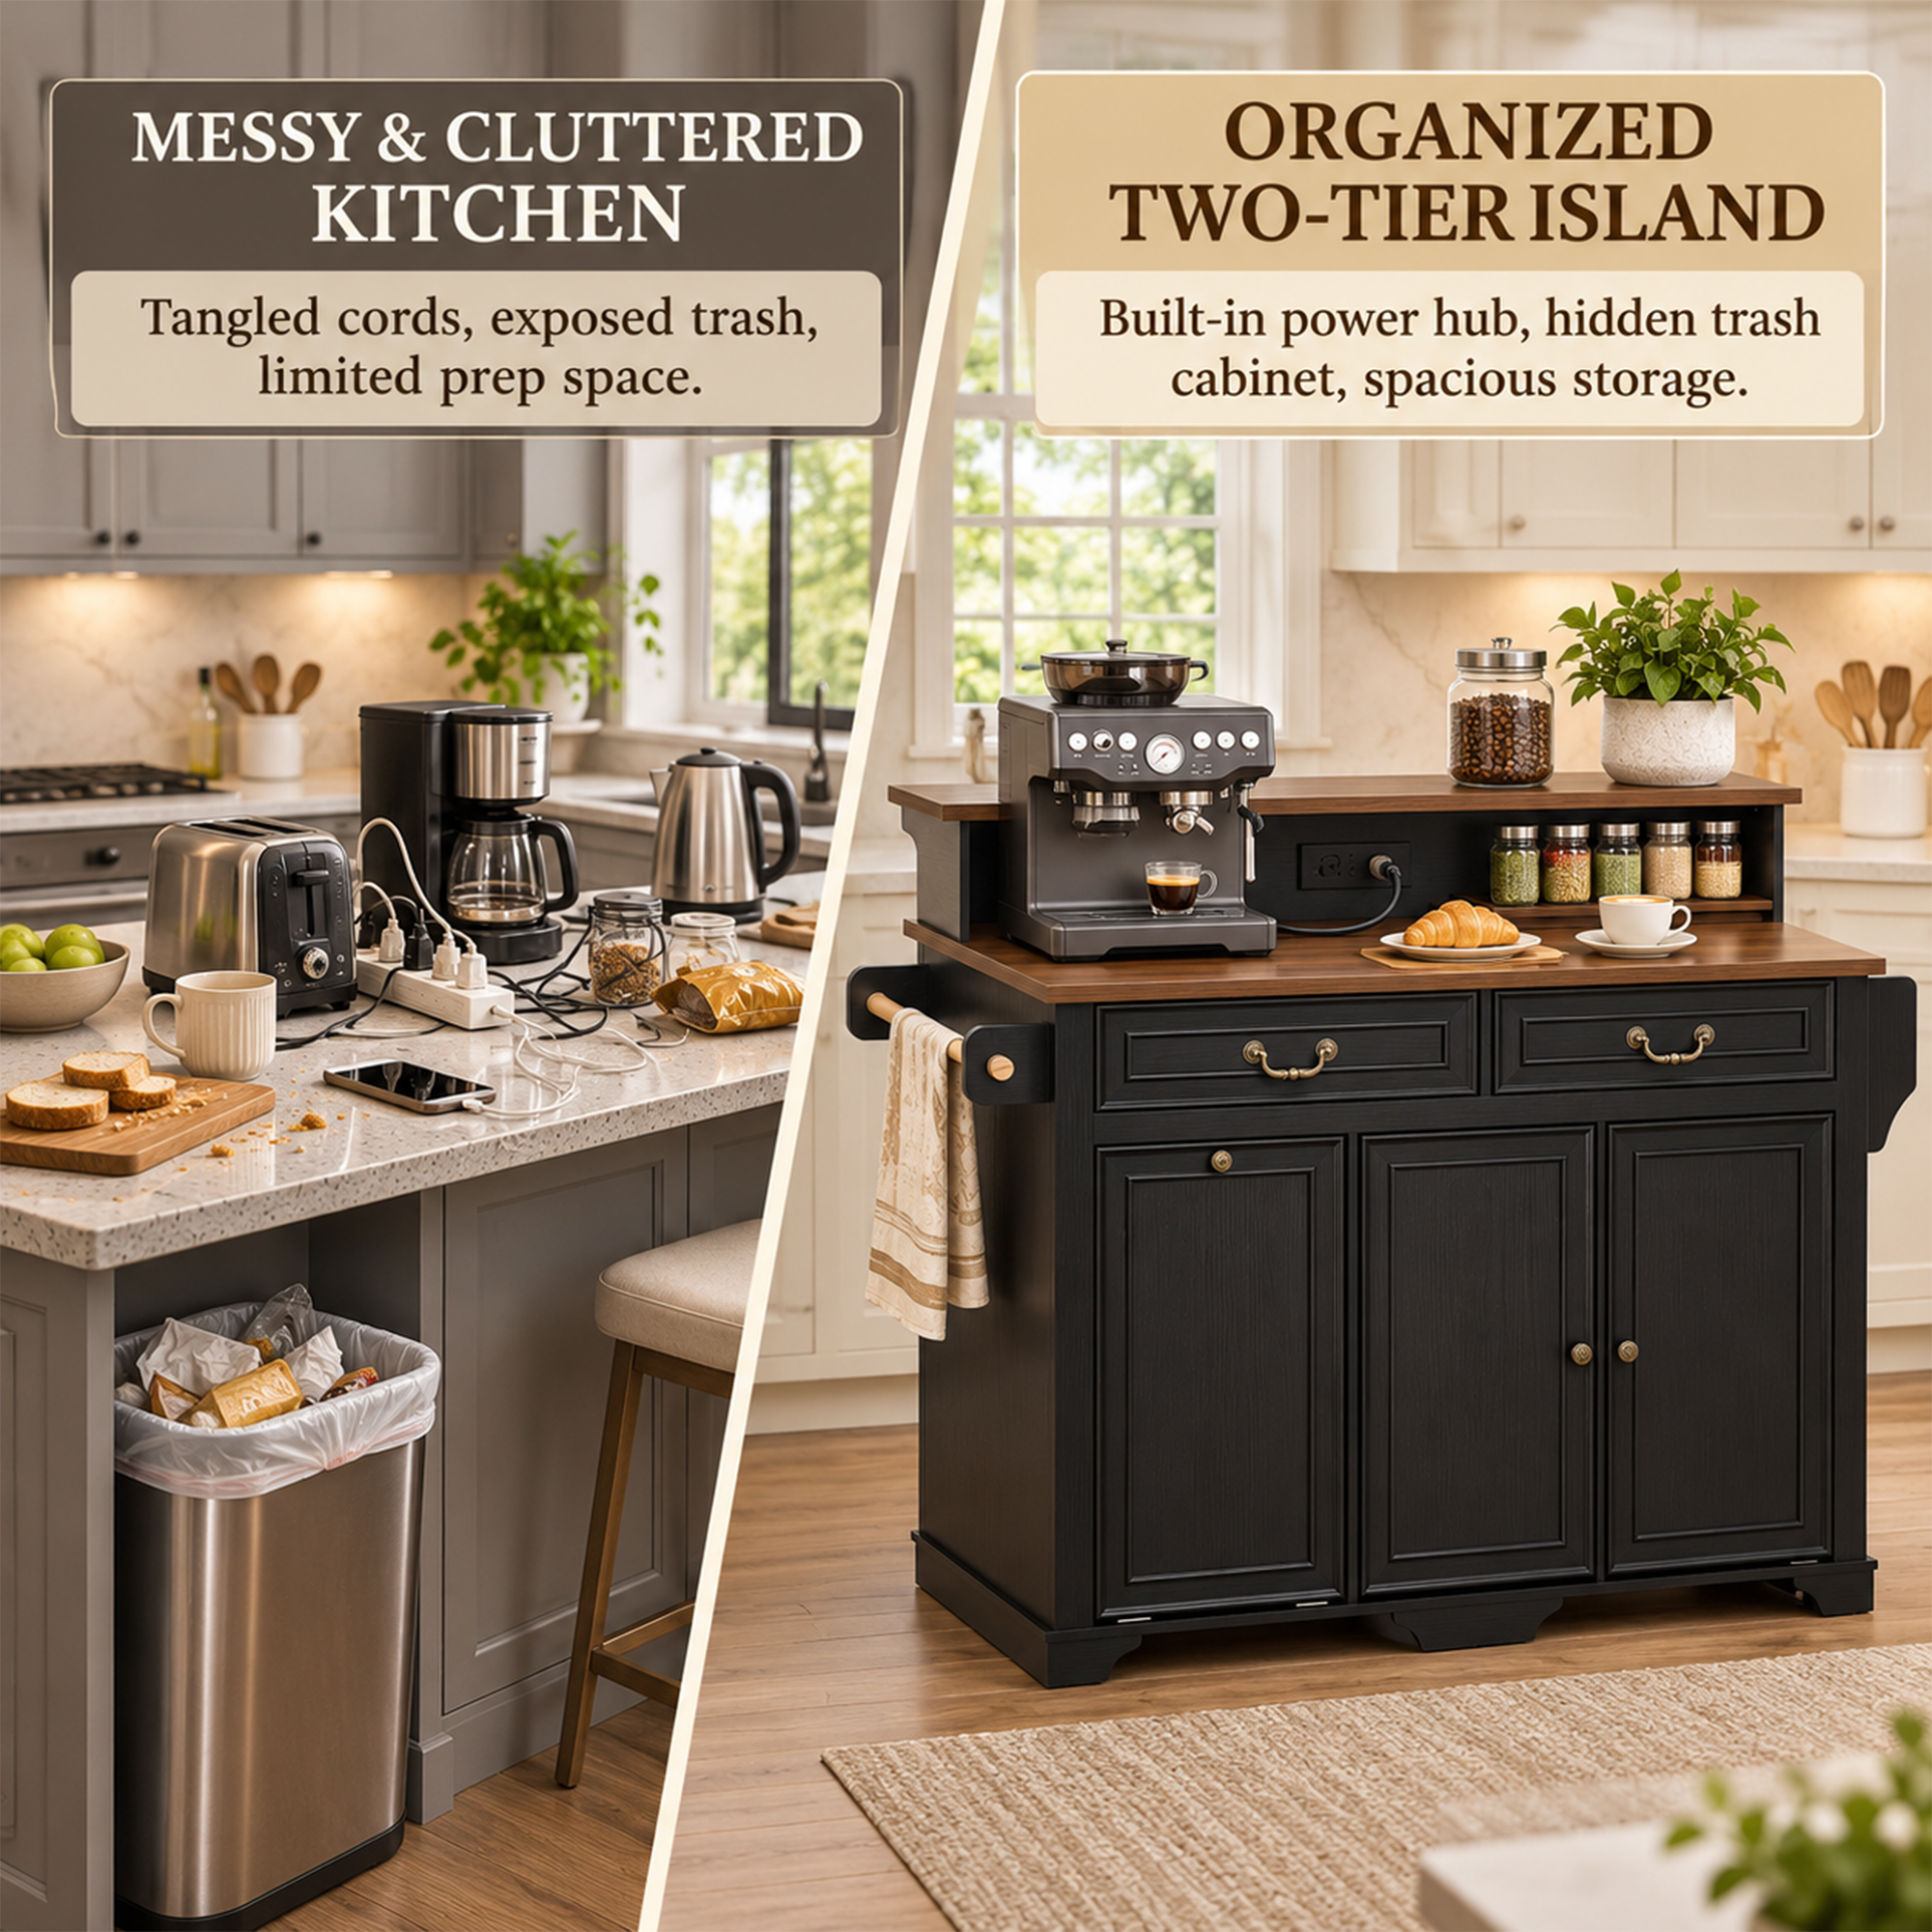 MESSY & CLUTTERED
KITCHEN
Tangled cords, exposed trash,
limited prep space.
ORGANIZED
TWO-TIER ISLAND
Built-in power hub, hidden trash
cabinet, spacious storage.